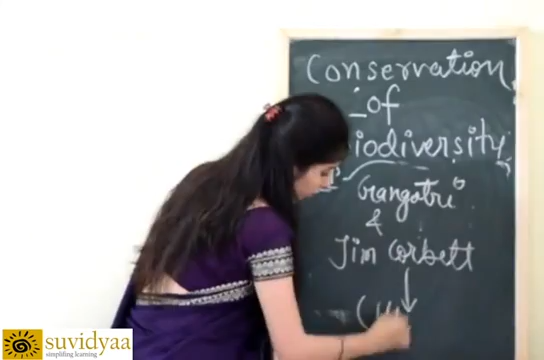 Conservation
of
iodiversity
Gangotri
&
Jim Corbett
suvidyaa
simplifying learning